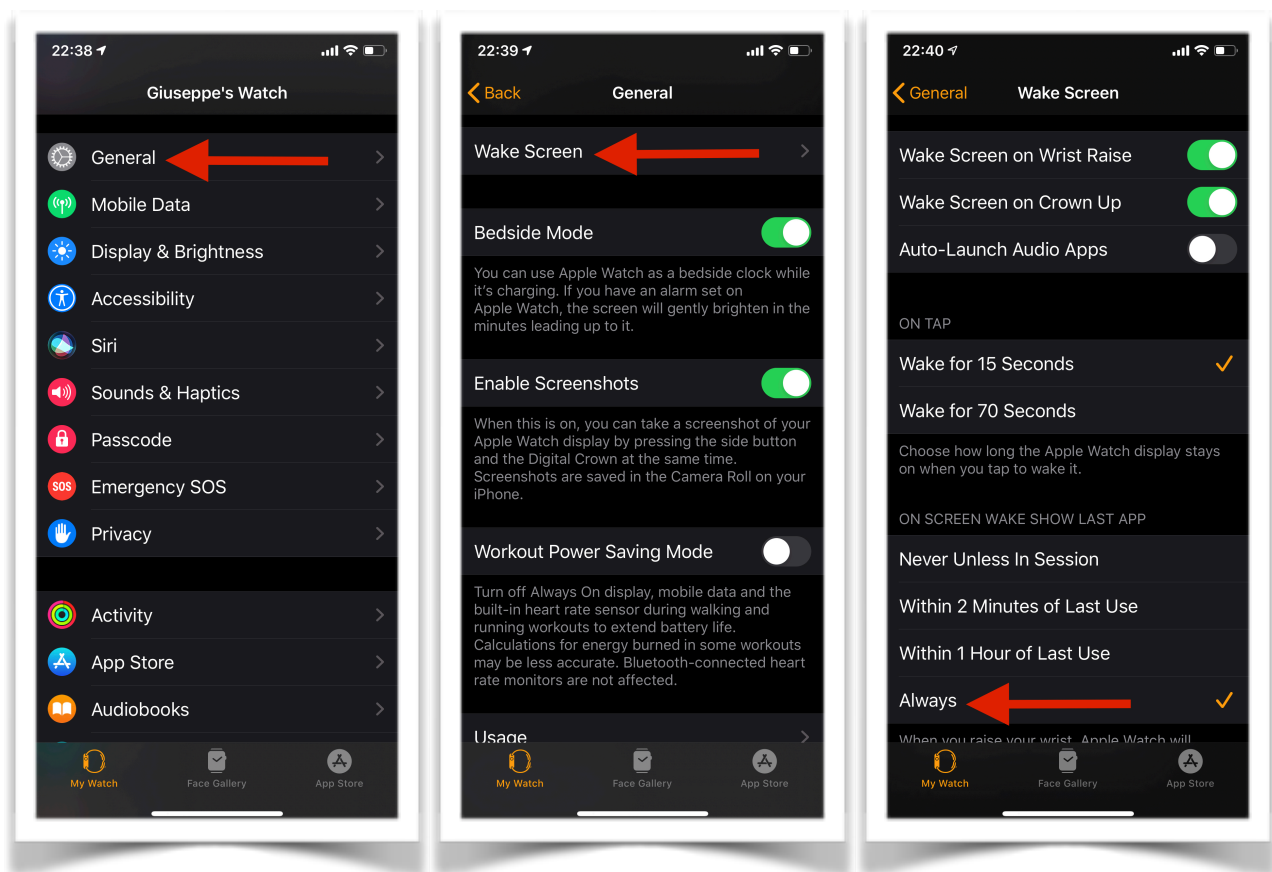 22:38
Giuseppe's Watch
General
Mobile Data
Display & Brightness
Accessibility
Siri
Sounds & Haptics
Passcode
SOS
Emergency SOS
Privacy
Activity
App Store
Audiobooks
My Watch
Face Gallery
App Store
22:39
Back
General
Wake Screen
Bedside Mode
You can use Apple Watch as a bedside clock while
it's charging. If you have an alarm set on
Apple Watch, the screen will gently brighten in the
minutes leading up to it.
Enable Screenshots
When this is on, you can take a screenshot of your
Apple Watch display by pressing the side button
and the Digital Crown at the same time.
Screenshots are saved in the Camera Roll on your
iPhone.
Workout Power Saving Mode
Turn off Always On display, mobile data and the
built-in heart rate sensor during walking and
running workouts to extend battery life.
Calculations for energy burned in some workouts
may be less accurate. Bluetooth-connected heart
rate monitors are not affected.
Usage
My Watch
Face Gallery
App Store
22:40
General
Wake Screen
Wake Screen on Wrist Raise
Wake Screen on Crown Up
Auto-Launch Audio Apps
ON TAP
Wake for 15 Seconds
Wake for 70 Seconds
Choose how long the Apple Watch display stays
on when you tap to wake it.
ON SCREEN WAKE SHOW LAST APP
Never Unless In Session
Within 2 Minutes of Last Use
Within 1 Hour of Last Use
Always
When you raise your wrist, Apple Watch will
My Watch
Face Gallery
App Store